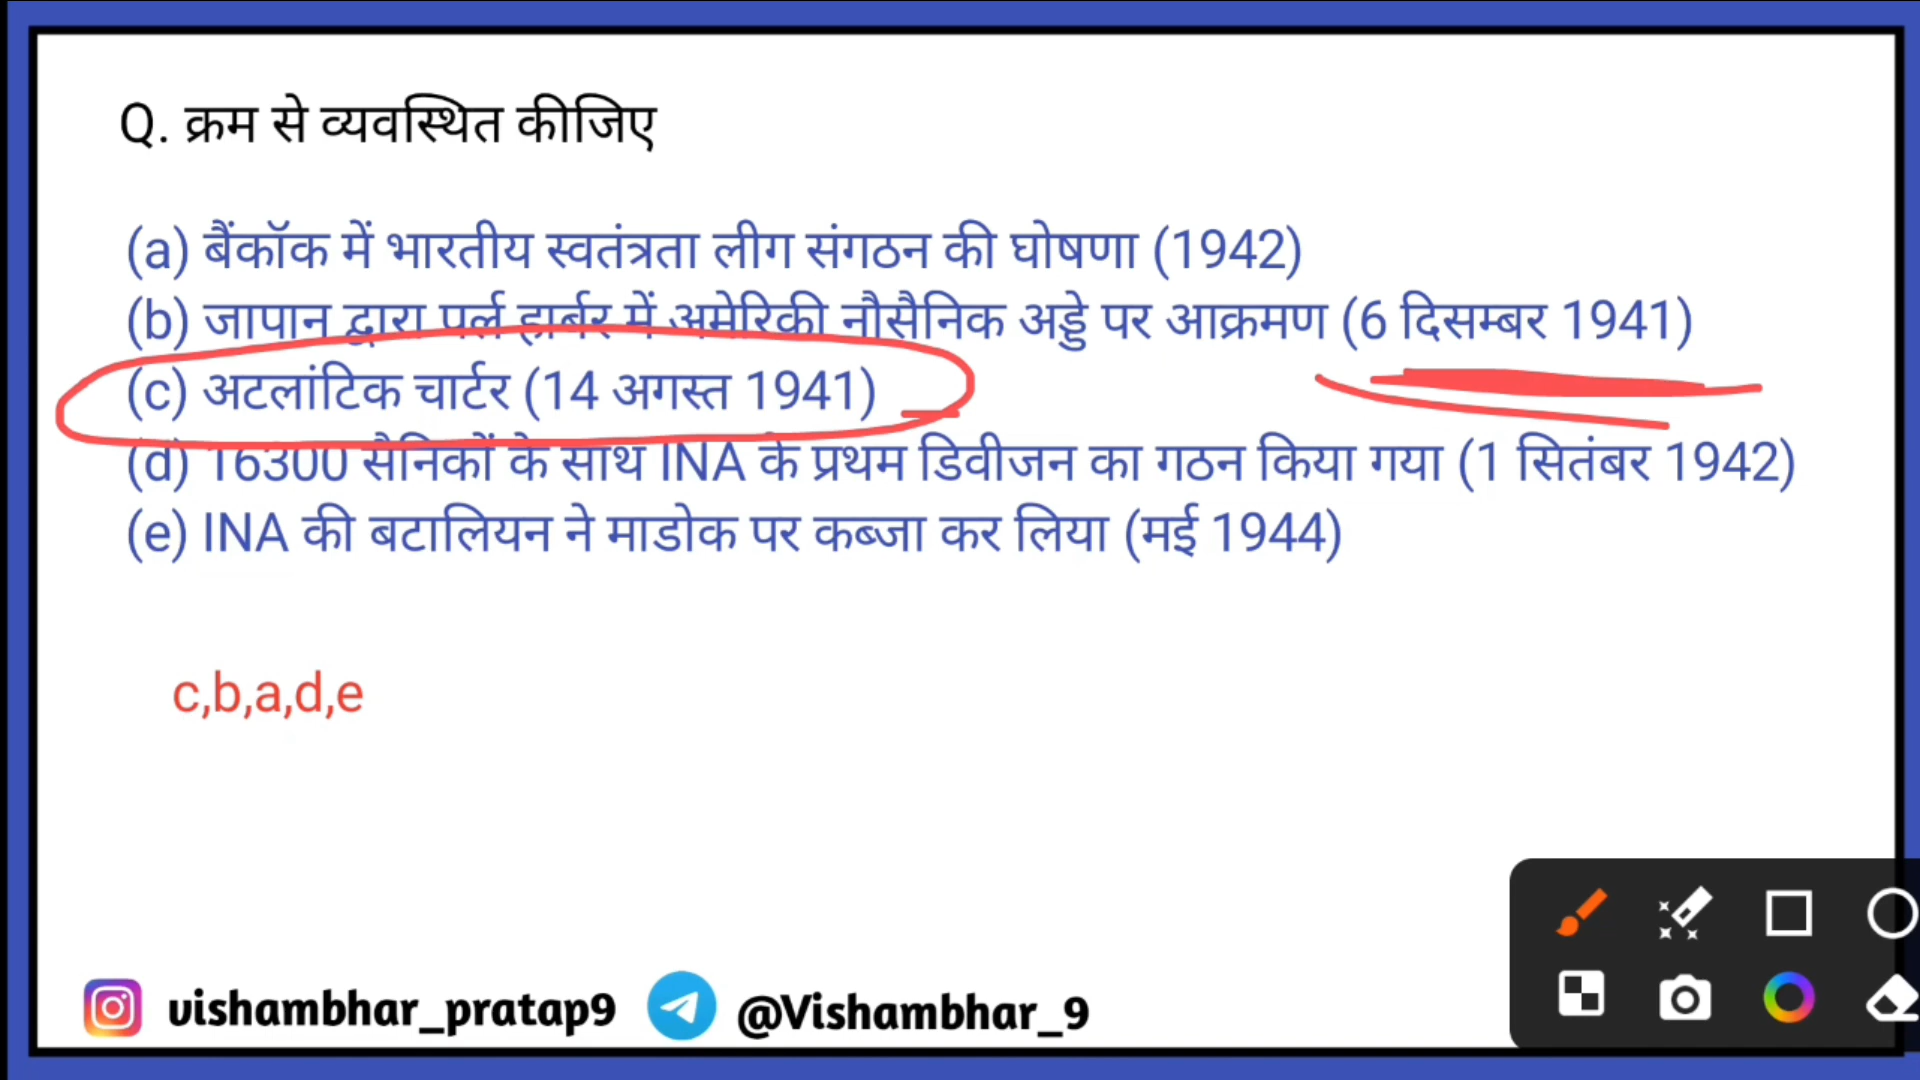 Q. क्रम से व्यवस्थित कीजिए
(a) बैंकॉक में भारतीय स्वतंत्रता लीग संगठन की घोषणा (1942)
(b) जापान द्वारा पर्ल हार्बर में अमेरिकी नौसैनिक अड्डे पर आक्रमण (6 दिसम्बर 1941)
(c) अटलांटिक चार्टर (14 अगस्त 1941)
(d) 16300 सैनिकों के साथ INA के प्रथम डिवीजन का गठन किया गया (1 सितंबर 1942)
(e) INA की बटालियन ने माडोक पर कब्जा कर लिया (मई 1944)
c,b,a,d,e
vishambhar_pratap9 @Vishambhar_9